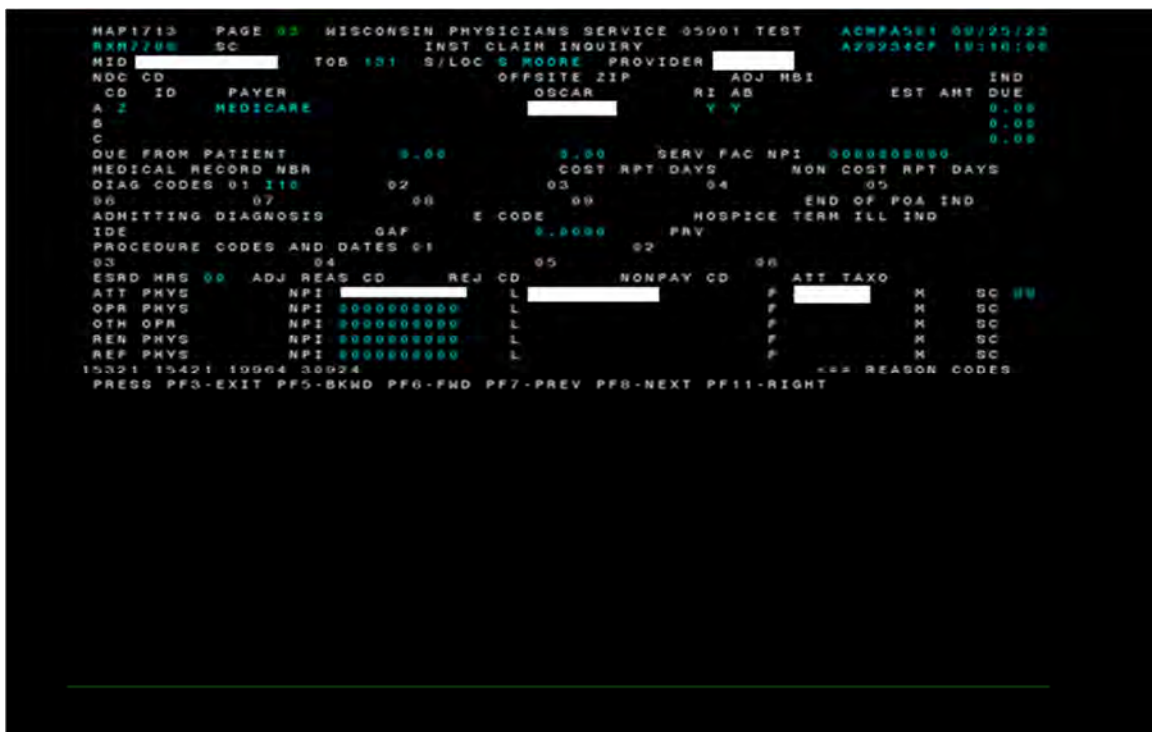 MAP1713 PAGE 03 WISCONSIN PHYSICIANS SERVICE 05901 TEST ACMFA501 09/25/23
RXM7700 SC INST CLAIM INQUIRY
MID TOB 131 S/LOC S MOORE PROVIDER
NDC CD OFFSITE ZIP ADJ MBI IND
CD ID PAYER OSCAR RI AB EST AMT DUE
A Z MEDICARE Y Y 0.00
B 0.00
C 0.00
DUE FROM PATIENT 0.00 0.00 SERV FAC NPI 0000000000
MEDICAL RECORD NBR COST RPT DAYS NON COST RPT DAYS
DIAG CODES 01 I10 02 03 04 05
06 07 08 09 END OF POA IND
ADMITTING DIAGNOSIS E CODE HOSPICE TERM ILL IND
IDE GAF 0.0000 PRV
PROCEDURE CODES AND DATES 01 02
03 04 05 06
ESRD HRS 00 ADJ REAS CD REJ CD NONPAY CD ATT TAXO
ATT PHYS NPI L F M SC
OPR PHYS NPI 0000000000 L F M SC
OTH OPR NPI 0000000000 L F M SC
REN PHYS NPI 0000000000 L F M SC
REF PHYS NPI 0000000000 L F M SC
15321 15421 19964 30924 <== REASON CODES
PRESS PF3-EXIT PF5-BKWD PF6-FWD PF7-PREV PF8-NEXT PF11-RIGHT